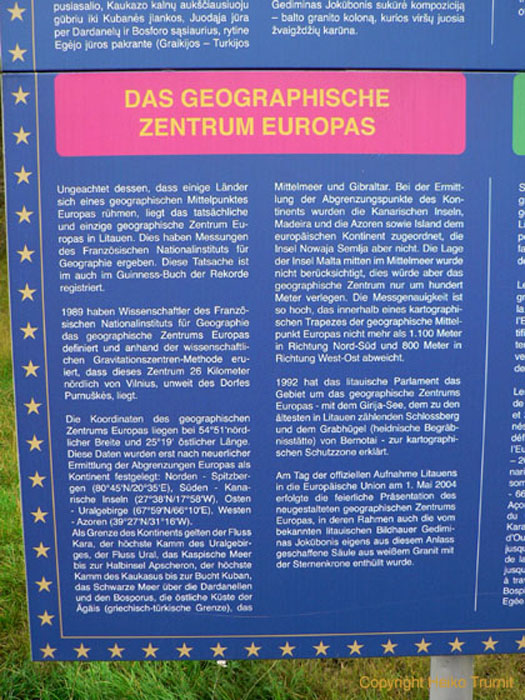 pusiasalio, Kaukazo kalnų aukščiausiuoju
gūbriu iki Kubanės įlankos, Juodąja jūra
per Dardanelų ir Bosforo sąsiaurius, rytine
Egėjo jūros pakrante (Graikijos – Turkijos
Gediminas Jokūbonis sukūrė kompoziciją
– balto granito koloną, kurios viršų juosia
žvaigždžių karūna.
DAS GEOGRAPHISCHE
ZENTRUM EUROPAS
Ungeachtet dessen, dass einige Länder
sich eines geographischen Mittelpunktes
Europas rühmen, liegt das tatsächliche
und einzige geographische Zentrum Eu-
ropas in Litauen. Dies haben Messungen
des Französischen Nationalinstituts für
Geographie ergeben. Diese Tatsache ist
im auch im Guinness-Buch der Rekorde
registriert.
1989 haben Wissenschaftler des Franzö-
sischen Nationalinstituts für Geographie
das geographische Zentrums Europas
definiert und anhand der wissenschaftli-
chen Gravitationszentren-Methode eru-
iert, dass dieses Zentrum 26 Kilometer
nördlich von Vilnius, unweit des Dorfes
Purnuškės, liegt.
Die Koordinaten des geographischen
Zentrums Europas liegen bei 54°51'nörd-
licher Breite und 25°19' östlicher Länge.
Diese Daten wurden erst nach neuerlicher
Ermittlung der Abgrenzungen Europas als
Kontinent festgelegt: Norden - Spitzber-
gen (80°45'N/20°35'E), Süden - Kana-
rische Inseln (27°38'N/17°58'W), Osten
- Uralgebirge (67°59'N/66°10'E), Westen
- Azoren (39°27'N/31°16'W).
Als Grenze des Kontinents gelten der Fluss
Kara, der höchste Kamm des Uralgebir-
ges, der Fluss Ural, das Kaspische Meer
bis zur Halbinsel Apscheron, der höchste
Kamm des Kaukasus bis zur Bucht Kuban,
das Schwarze Meer über die Dardanellen
und den Bosporus, die östliche Küste der
Ägäis (griechisch-türkische Grenze), das
Mittelmeer und Gibraltar. Bei der Ermitt-
lung der Abgrenzungspunkte des Kon-
tinents wurden die Kanarischen Inseln,
Madeira und die Azoren sowie Island dem
europäischen Kontinent zugeordnet, die
Insel Nowaja Semlja aber nicht. Die Lage
der Insel Malta mitten im Mittelmeer wurde
nicht berücksichtigt, dies würde aber das
geographische Zentrum nur um hundert
Meter verlegen. Die Messgenauigkeit ist
so hoch, das innerhalb eines kartographi-
schen Trapezes der geographische Mittel-
punkt Europas nicht mehr als 1.100 Meter
in Richtung Nord-Süd und 800 Meter in
Richtung West-Ost abweicht.
1992 hat das litauische Parlament das
Gebiet um das geographische Zentrums
Europas - mit dem Girija-See, dem zu den
ältesten in Litauen zählenden Schlossberg
und dem Grabhügel (heidnische Begräb-
nisstätte) von Bernotai - zur kartographi-
schen Schutzzone erklärt.
Am Tag der offiziellen Aufnahme Litauens
in die Europäische Union am 1. Mai 2004
erfolgte die feierliche Präsentation des
neugestalteten geographischen Zentrums
Europas, in deren Rahmen auch die vom
bekannten litauischen Bildhauer Gedimi-
nas Jokūbonis eigens aus diesem Anlass
geschaffene Säule aus weißem Granit mit
der Sternenkrone enthüllt wurde.
Copyright Heiko Trumit